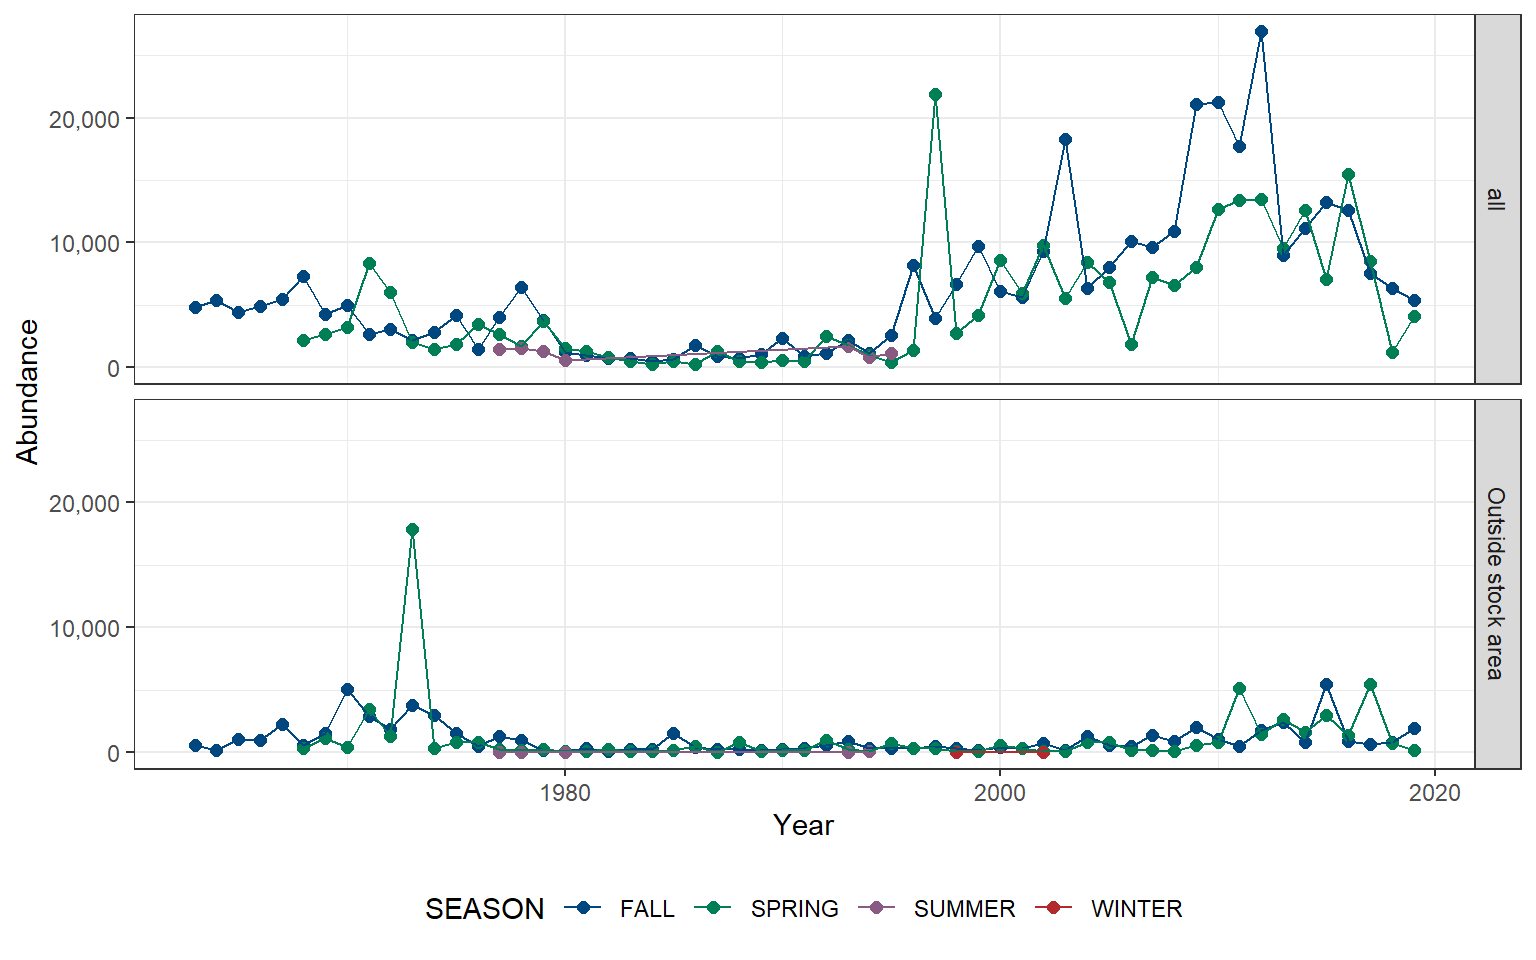 20,000
10,000
0
all
20,000
10,000
0
Outside stock area
Abundance
1980
2000
2020
Year
SEASON FALL SPRING SUMMER WINTER